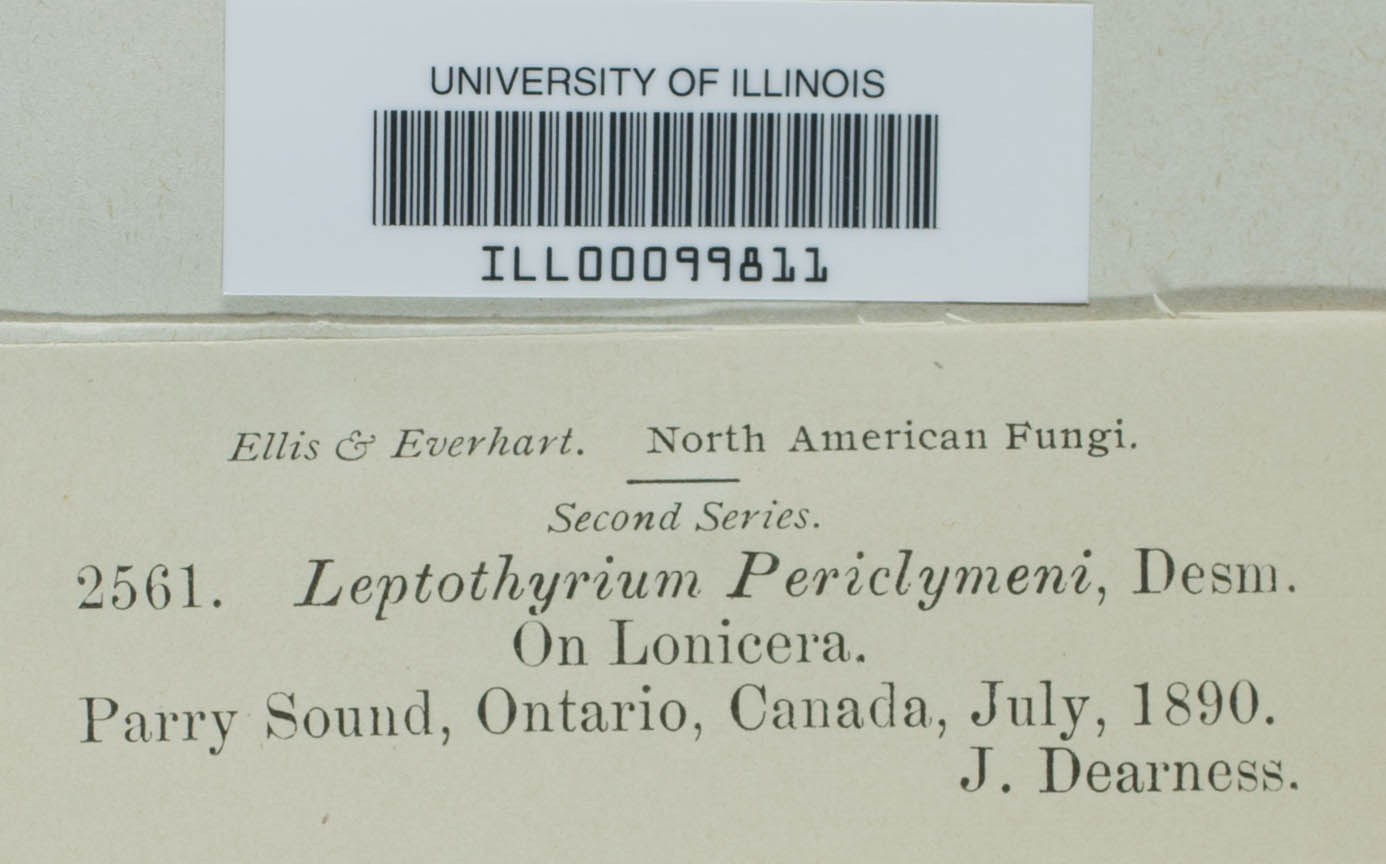 UNIVERSITY OF ILLINOIS
ILL00099811
Ellis & Everhart. North American Fungi.
Second Series.
2561. Leptothyrium Periclymeni, Desm.
On Lonicera.
Parry Sound, Ontario, Canada, July, 1890.
J. Dearness.